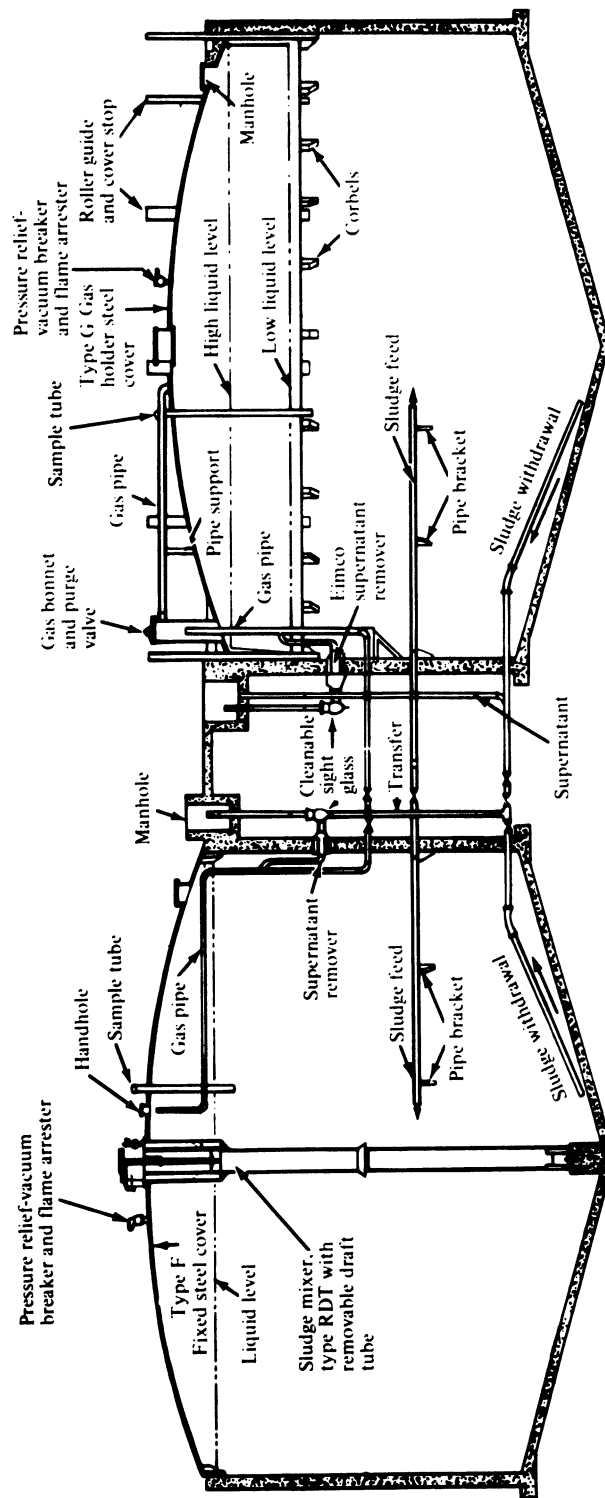 Pressure relief-vacuum
breaker and flame arrester
Handhole
Sample tube
Type F
Fixed steel cover
Liquid level
Gas pipe
Sludge mixer,
type RDT with
removable draft
tube
Supernatant
remover
Sludge feed
Pipe bracket
Sludge withdrawal
Manhole
Cleanable
sight
glass
Transfer
Supernatant
Gas bonnet
and purge
valve
Gas pipe
Sample tube
Pipe support
Gas pipe
Eimco
supernatant
remover
Pressure relief-
vacuum breaker
and flame arrester
Type G Gas
holder steel
cover
Roller guide
and cover stop
Manhole
High liquid level
Low liquid level
Corbels
Sludge feed
Pipe bracket
Sludge withdrawal